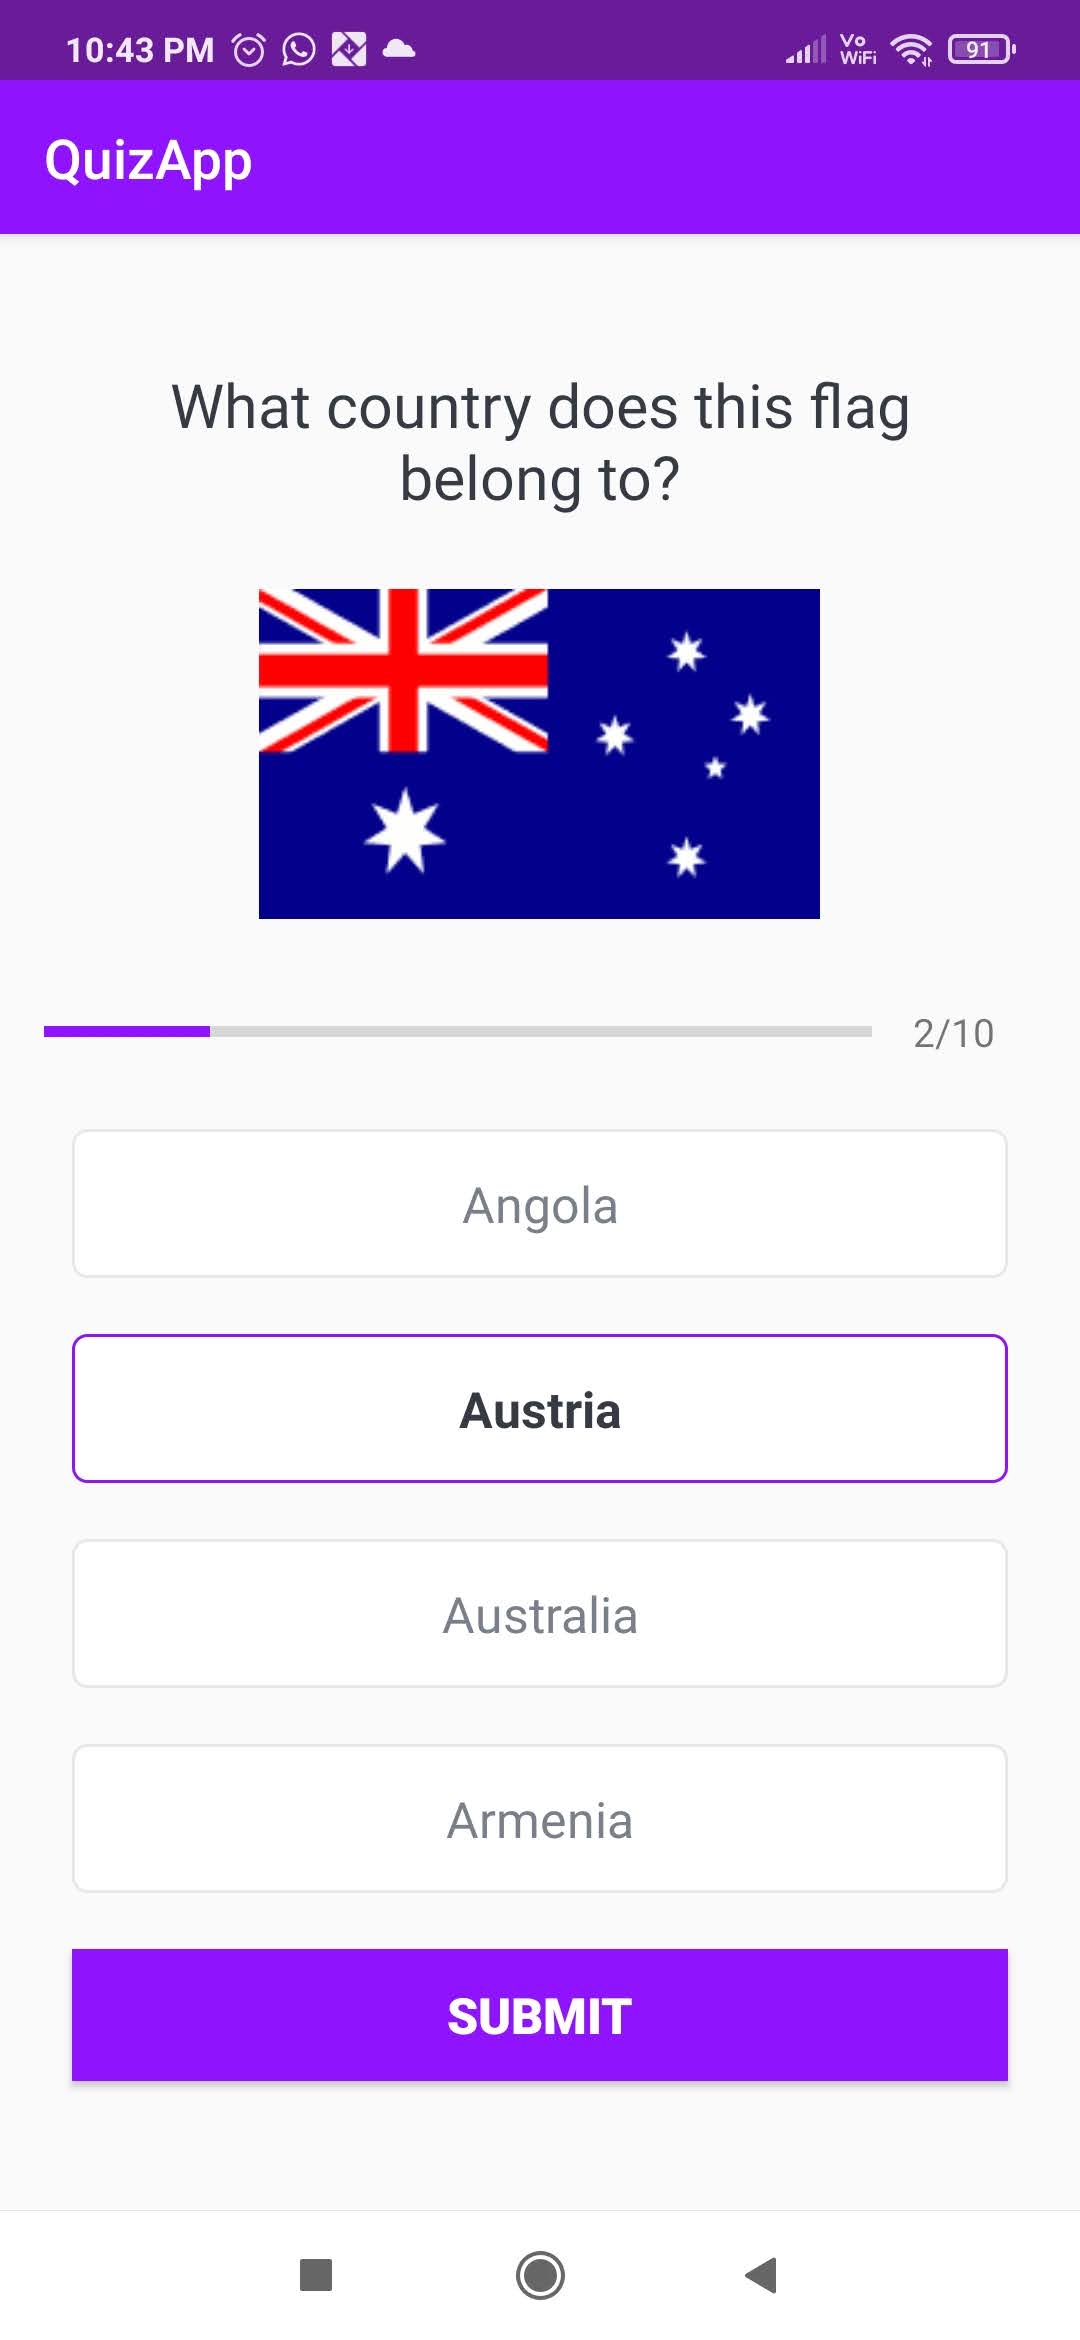 10:43 PM Vo WiFi 91
QuizApp
What country does this flag
belong to?
2/10
Angola
Austria
Australia
Armenia
SUBMIT